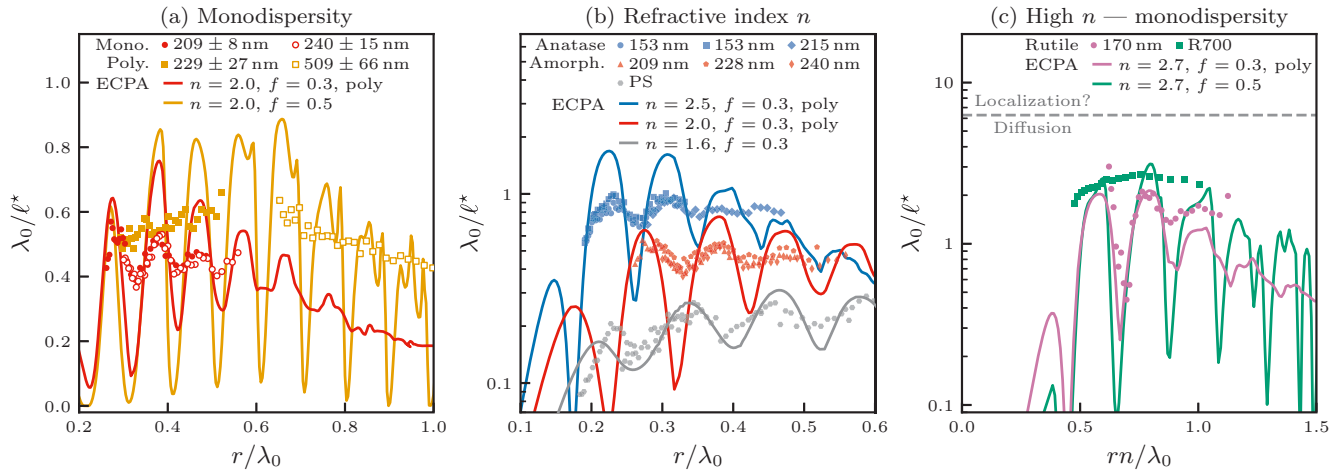 (a) Monodispersity
Mono. 209 ± 8 nm 240 ± 15 nm
Poly. 229 ± 27 nm 509 ± 66 nm
ECPA n = 2.0, f = 0.3, poly
n = 2.0, f = 0.5
λ₀/ℓ⋆
1.0
0.8
0.6
0.4
0.2
0.0
0.2 0.4 0.6 0.8 1.0
r/λ₀
(b) Refractive index n
Anatase 153 nm 153 nm 215 nm
Amorph. 209 nm 228 nm 240 nm
PS
ECPA n = 2.5, f = 0.3, poly
n = 2.0, f = 0.3, poly
n = 1.6, f = 0.3
λ₀/ℓ⋆
1
0.1
0.1 0.2 0.3 0.4 0.5 0.6
r/λ₀
(c) High n — monodispersity
Rutile 170 nm R700
ECPA n = 2.7, f = 0.3, poly
n = 2.7, f = 0.5
Localization?
Diffusion
λ₀/ℓ⋆
10
1
0.1
0.0 0.5 1.0 1.5
rn/λ₀